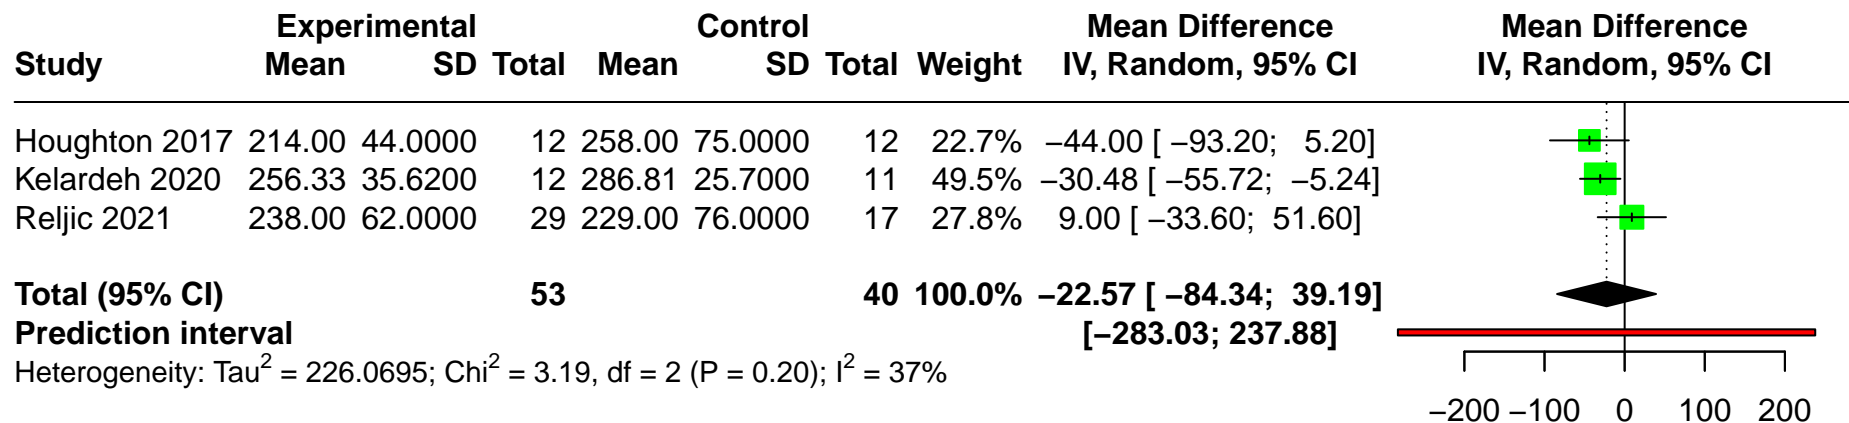 Experimental Control Mean Difference Mean Difference
Study Mean SD Total Mean SD Total Weight IV, Random, 95% CI IV, Random, 95% CI
Houghton 2017 214.00 44.0000 12 258.00 75.0000 12 22.7% −44.00 [ −93.20; 5.20]
Kelardeh 2020 256.33 35.6200 12 286.81 25.7000 11 49.5% −30.48 [ −55.72; −5.24]
Reljic 2021 238.00 62.0000 29 229.00 76.0000 17 27.8% 9.00 [ −33.60; 51.60]
Total (95% CI) 53 40 100.0% −22.57 [ −84.34; 39.19]
Prediction interval [−283.03; 237.88]
Heterogeneity: Tau² = 226.0695; Chi² = 3.19, df = 2 (P = 0.20); I² = 37%
−200 −100 0 100 200